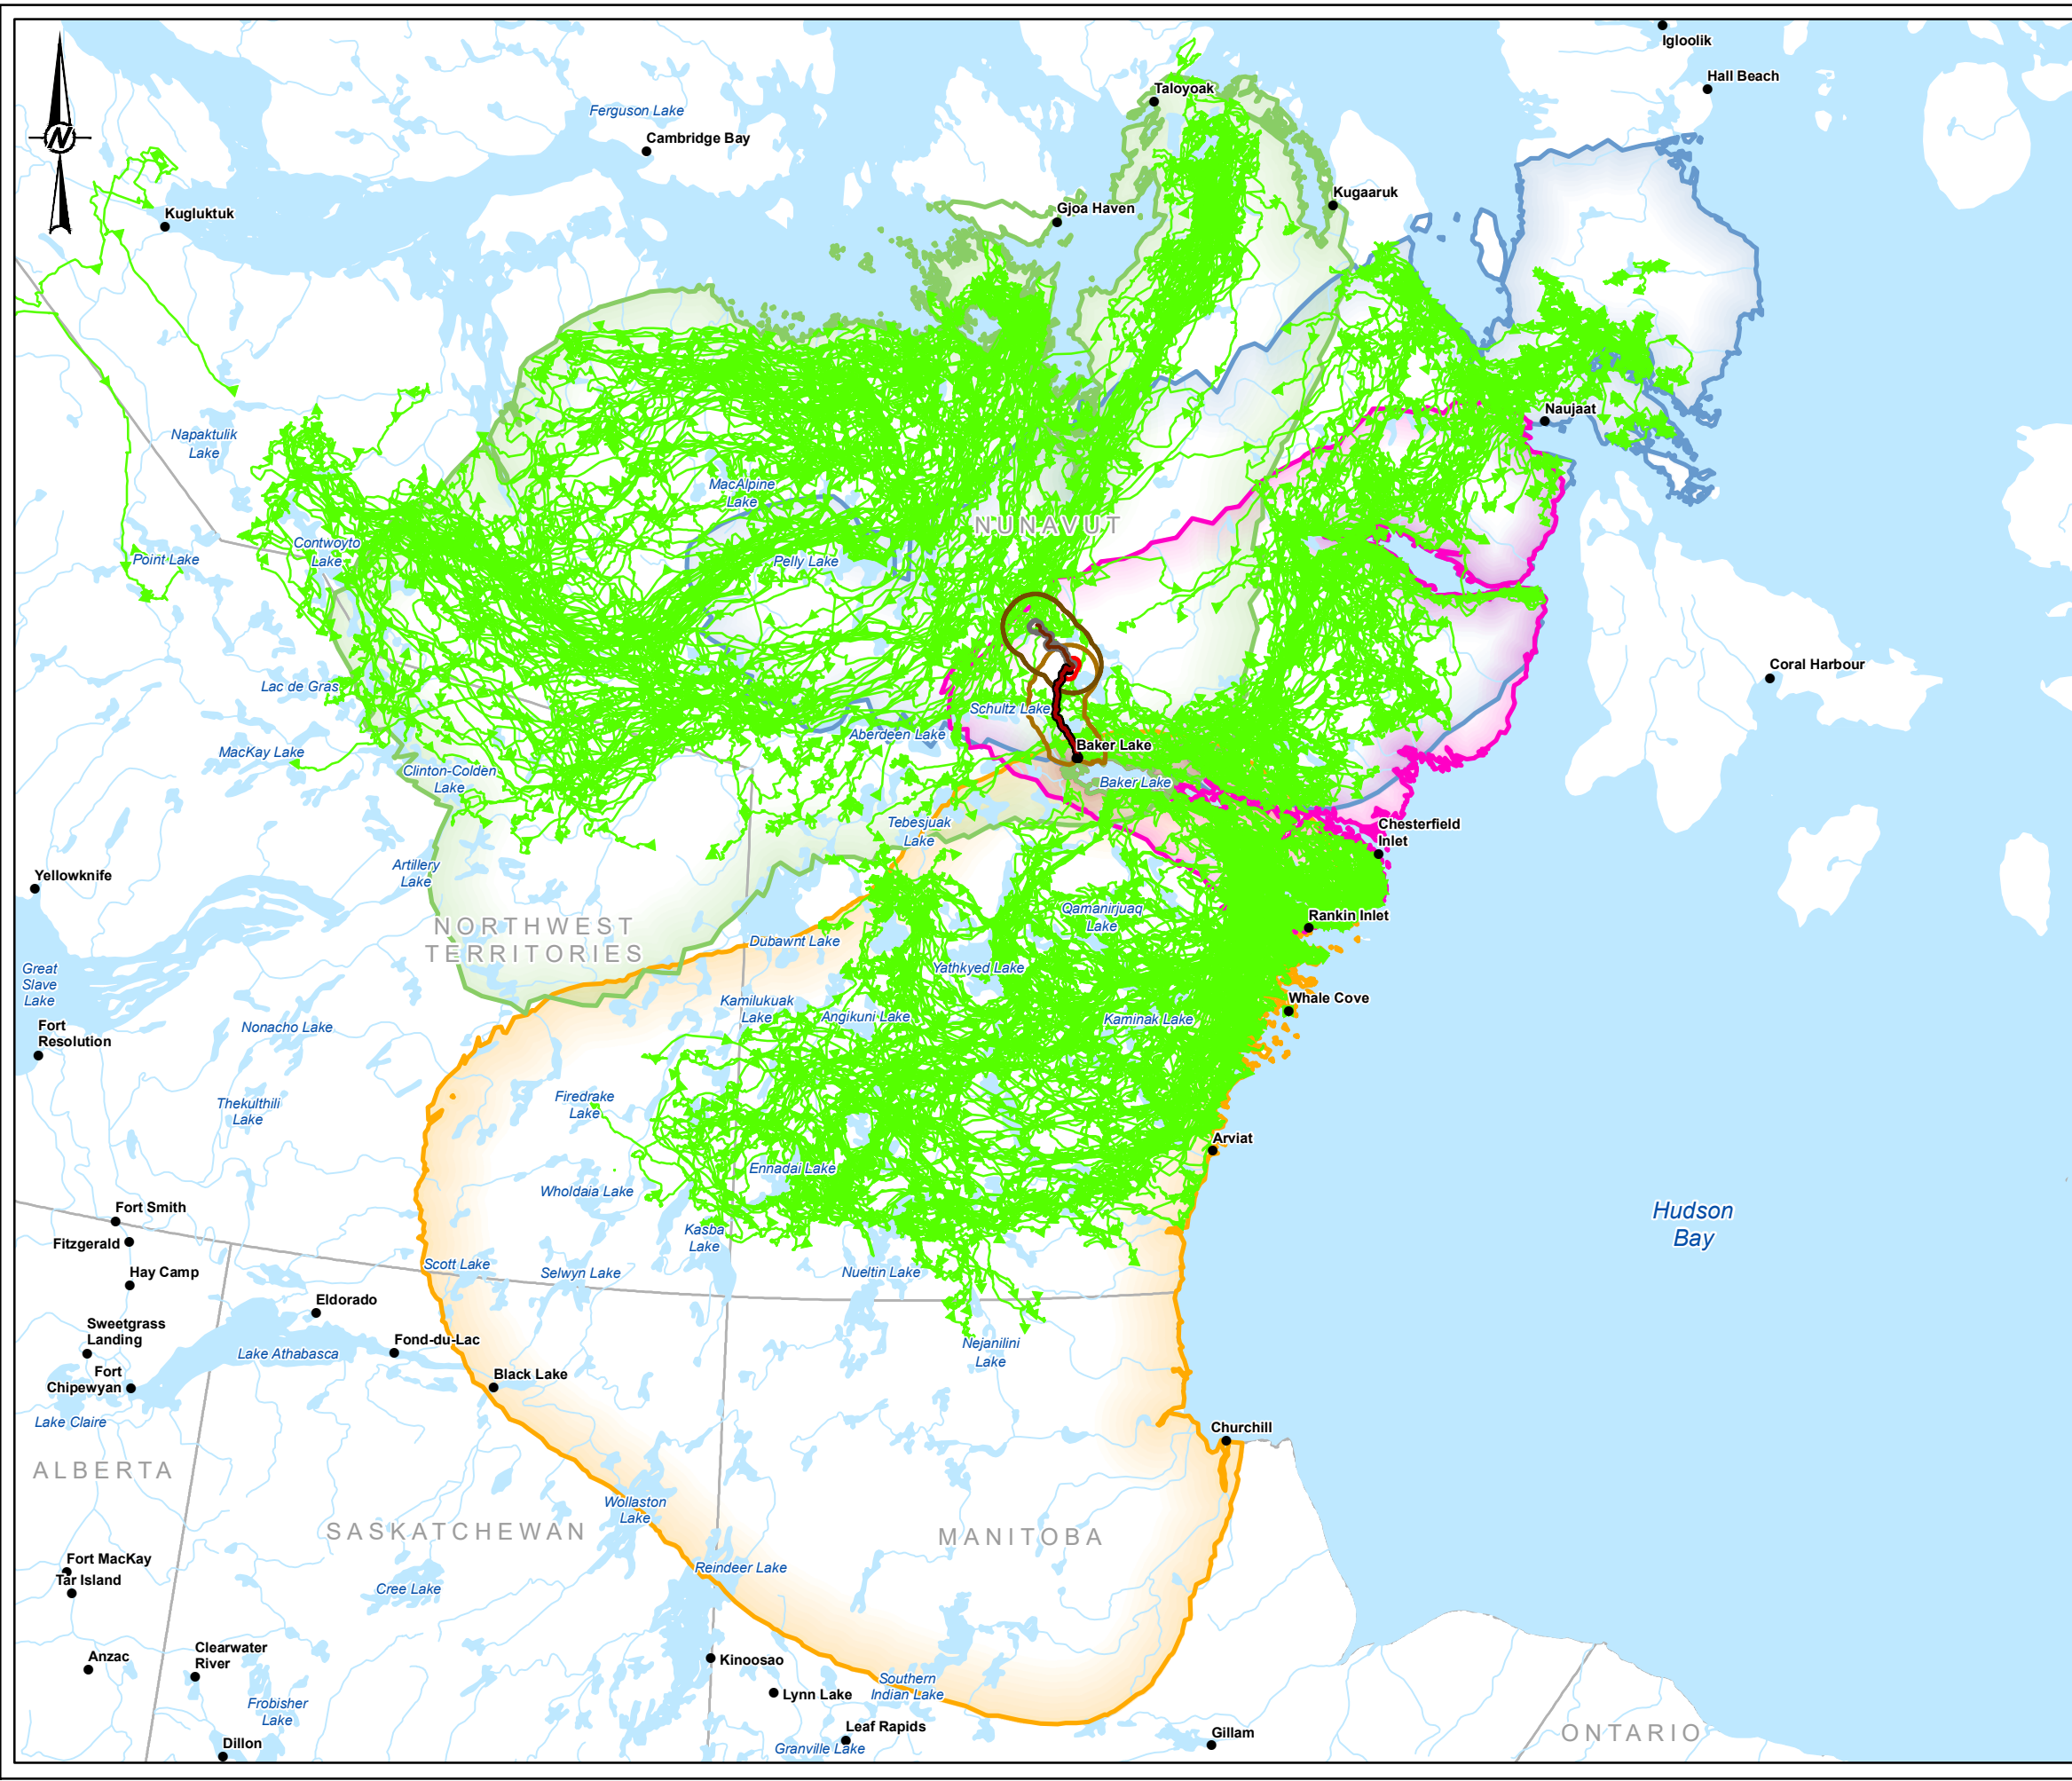 Igloolik
Hall Beach
Taloyoak
Ferguson Lake
Cambridge Bay
N
Kugaaruk
Kugluktuk
Gjoa Haven
Naujaat
Napaktulik
Lake
MacAlpine
Lake
NUNAVUT
Contwoyto
Lake
Point Lake
Pelly Lake
Coral Harbour
Lac de Gras
Schultz Lake
Aberdeen Lake
Baker Lake
MacKay Lake
Clinton-Colden
Lake
Baker Lake
Tebesjuak
Lake
Chesterfield
Inlet
Artillery
Lake
Yellowknife
Qamanirjuaq
Lake
Rankin Inlet
NORTHWEST
TERRITORIES
Dubawnt Lake
Yathkyed Lake
Great
Slave
Lake
Whale Cove
Kamilukuak
Lake
Angikuni Lake
Kaminak Lake
Fort
Resolution
Nonacho Lake
Firedrake
Lake
Thekulthili
Lake
Arviat
Ennadai Lake
Wholdaia Lake
Fort Smith
Hudson
Bay
Kasba
Lake
Fitzgerald
Hay Camp
Scott Lake
Selwyn Lake
Nueltin Lake
Eldorado
Sweetgrass
Landing
Fond-du-Lac
Lake Athabasca
Nejanilini
Lake
Fort
Chipewyan
Black Lake
Lake Claire
Churchill
ALBERTA
Wollaston
Lake
SASKATCHEWAN
MANITOBA
Fort MacKay
Tar Island
Reindeer Lake
Cree Lake
Clearwater
River
Anzac
Kinoosao
Southern
Indian Lake
Lynn Lake
Frobisher
Lake
Leaf Rapids
Gillam
ONTARIO
Dillon
Granville Lake